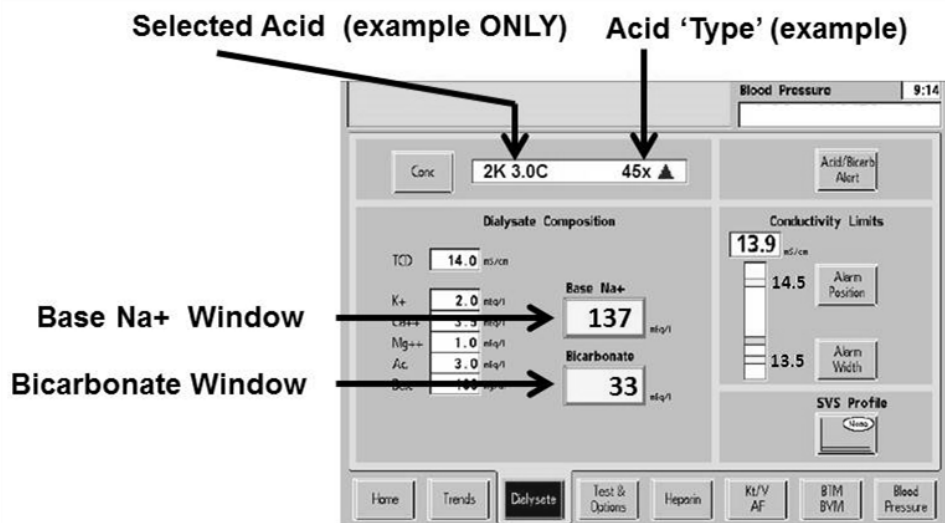 Selected Acid (example ONLY)
Acid ‘Type’ (example)
Blood Pressure 9:14
Conc 2K 3.0C 45x
Acid/Bicarb
Alert
Dialysate Composition
Conductivity Limits
TCD 14.0 mS/cm
13.9 mS/cm
14.5
Alarm
Position
Base Na+
K+ 2.0 mEq/l
Base Na+ Window
137 mEq/l
Ca++ 3.5 mEq/l
Mg++ 1.0 mEq/l
Bicarbonate
Ac. 3.0 mEq/l
13.5
Alarm
Width
Bicarbonate Window
33 mEq/l
SVS Profile
None
Home
Trends
Dialysate
Test &
Options
Heparin
Kt/V
AF
BTM
BVM
Blood
Pressure